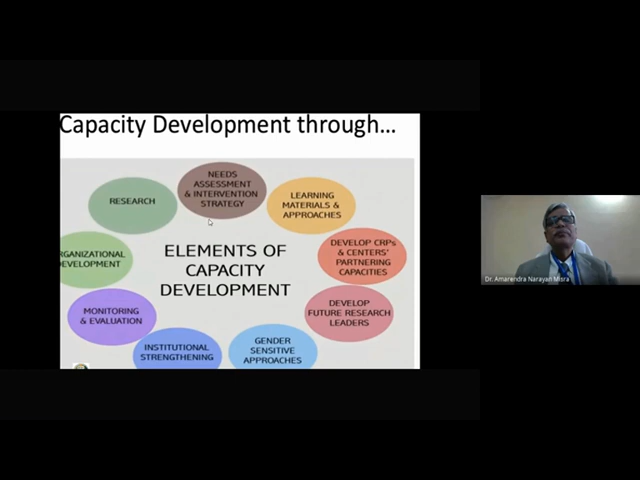 Capacity Development through...
NEEDS
ASSESSMENT
& INTERVENTION
STRATEGY
LEARNING
MATERIALS &
APPROACHES
DEVELOP CRPs
& CENTERS'
PARTNERING
CAPACITIES
DEVELOP
FUTURE RESEARCH
LEADERS
GENDER
SENSITIVE
APPROACHES
INSTITUTIONAL
STRENGTHENING
MONITORING
& EVALUATION
RGANIZATIONAL
EVELOPMENT
RESEARCH
ELEMENTS OF
CAPACITY
DEVELOPMENT
Dr. Amarendra Narayan Misra